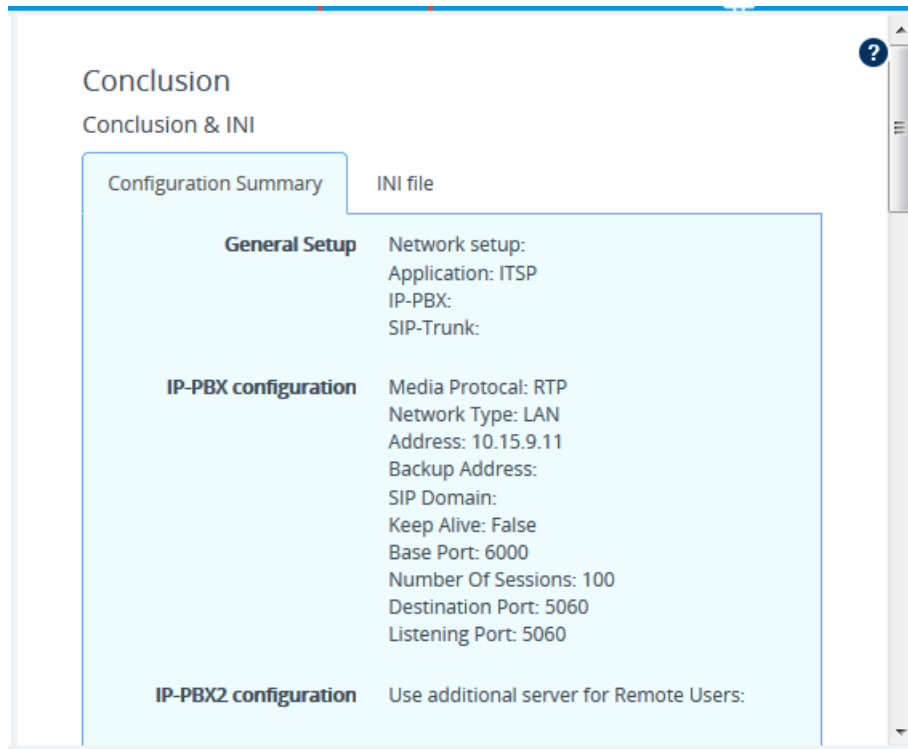 ?
Conclusion
Conclusion & INI
Configuration Summary INI file
General Setup Network setup:
Application: ITSP
IP-PBX:
SIP-Trunk:
IP-PBX configuration Media Protocal: RTP
Network Type: LAN
Address: 10.15.9.11
Backup Address:
SIP Domain:
Keep Alive: False
Base Port: 6000
Number Of Sessions: 100
Destination Port: 5060
Listening Port: 5060
IP-PBX2 configuration Use additional server for Remote Users: